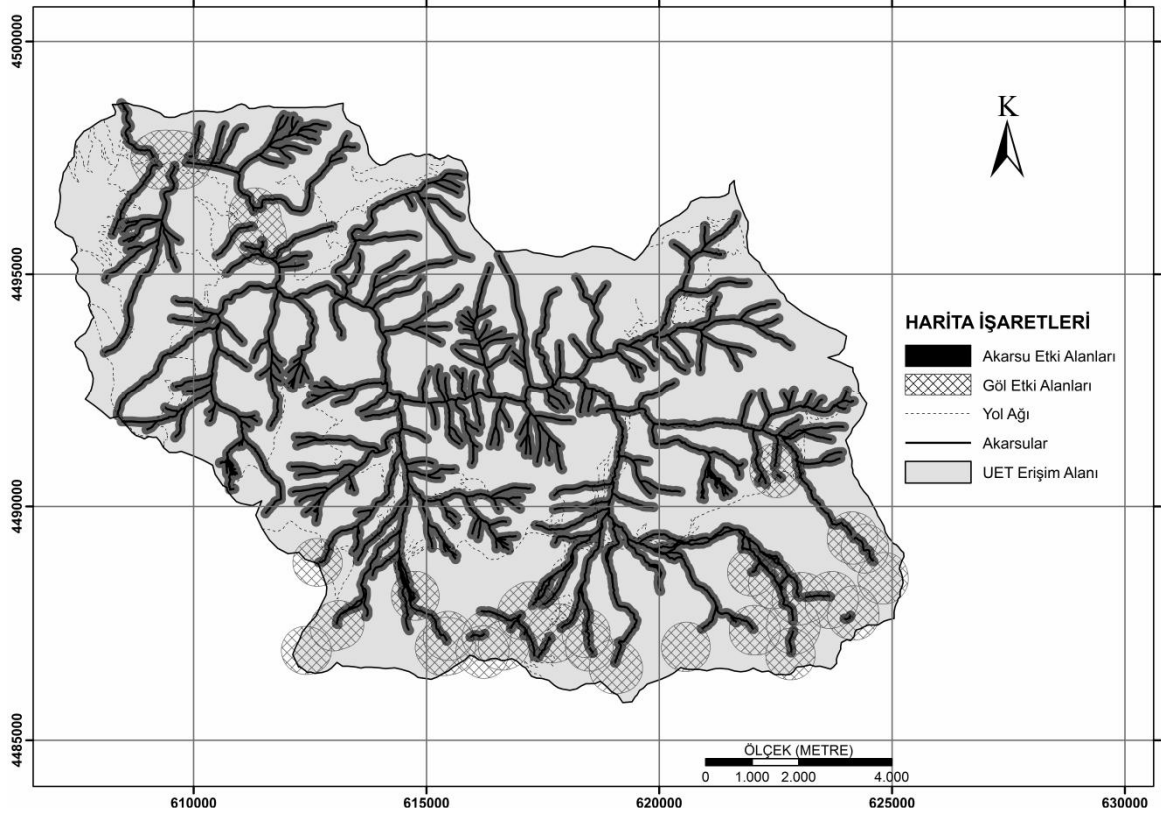 4500000
4495000
4490000
4485000
K
HARİTA İŞARETLERİ
Akarsu Etki Alanları
Göl Etki Alanları
Yol Ağı
Akarsular
UET Erişim Alanı
ÖLÇEK (METRE)
0 1.000 2.000 4.000
610000 615000 620000 625000 630000